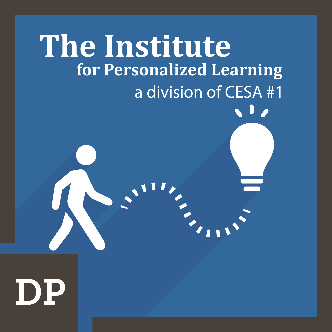 The Institute
for Personalized Learning
a division of CESA #1
DP